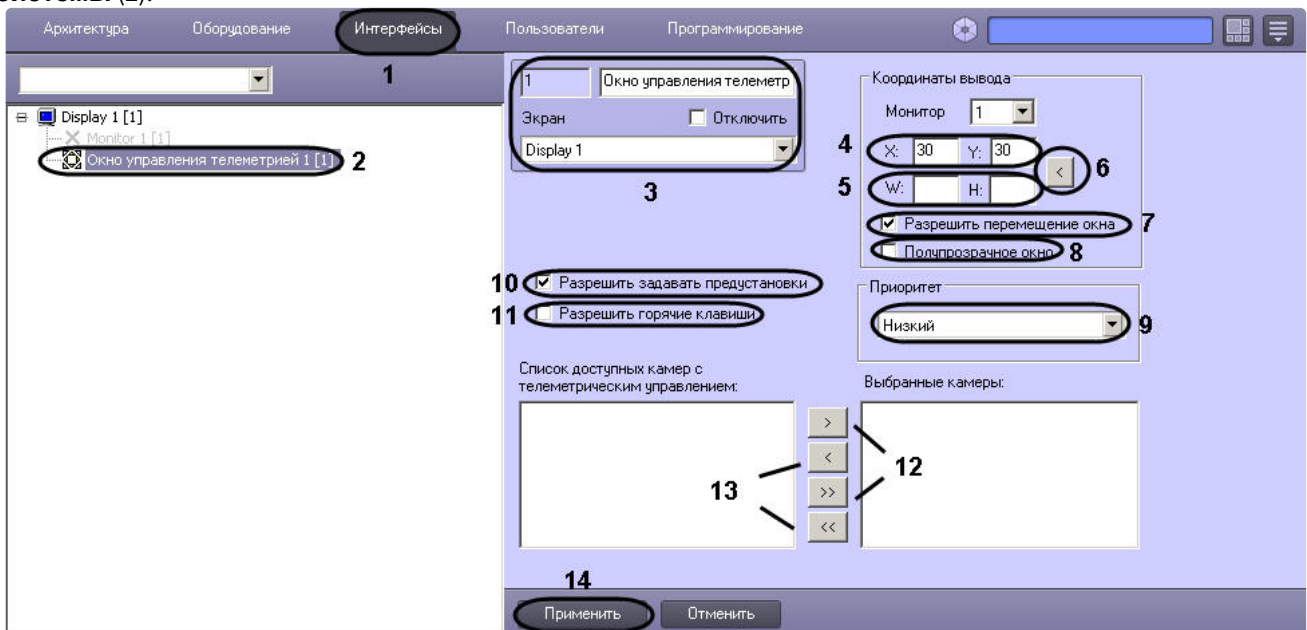 системы (2).
Архитектура Оборудование Интерфейсы Пользователи Программирование
1
Display 1 [1]
Monitor 1 [1]
Окно управления телеметрией 1 [1] 2
1 Окно управления телеметр
Экран Отключить
Display 1
3
Координаты вывода
Монитор 1
4 X: 30 Y: 30
5 W: H: < 6
Разрешить перемещение окна 7
Полупрозрачное окно 8
10 Разрешить задавать предустановки
11 Разрешить горячие клавиши
Приоритет
Низкий 9
Список доступных камер с
телеметрическим управлением:
Выбранные камеры:
>
<
>>
<<
12
13
14
Применить Отменить